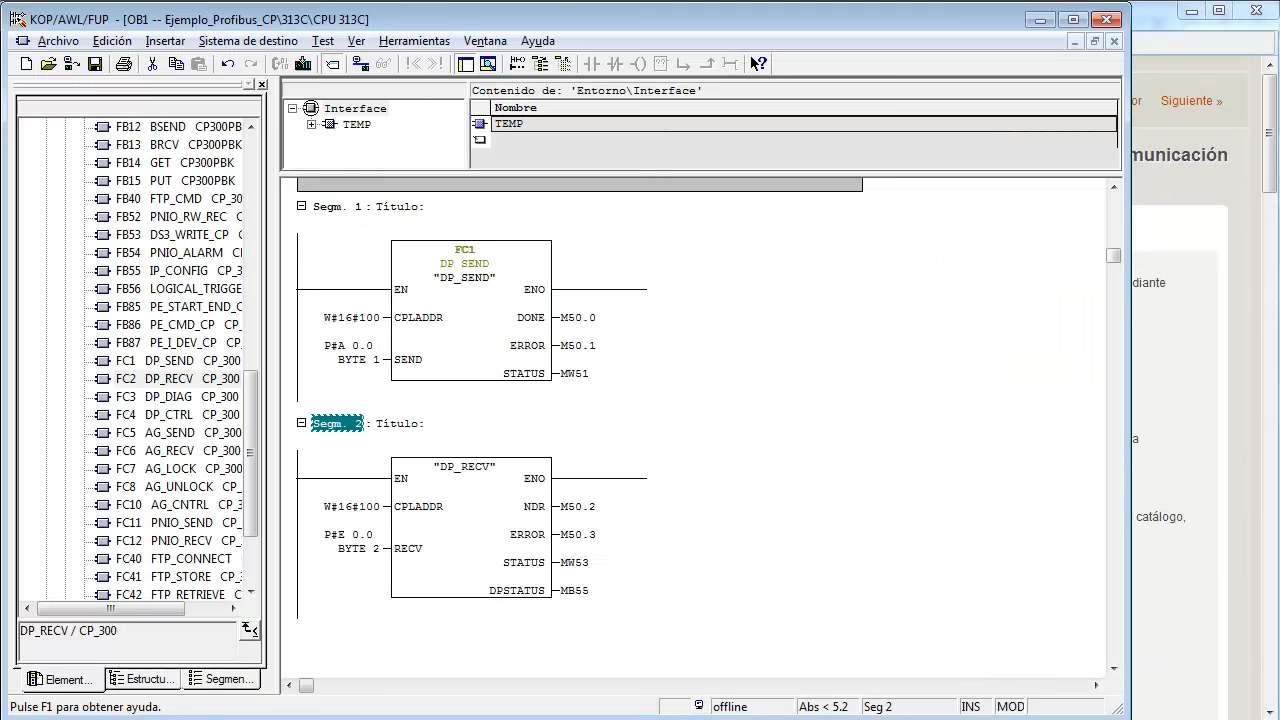 KOP/AWL/FUP - [OB1 -- Ejemplo_Profibus_CP\313C\CPU 313C]
Archivo Edición Insertar Sistema de destino Test Ver Herramientas Ventana Ayuda
Contenido de: 'Entorno\Interface'
Interface
TEMP
Nombre
TEMP
FB12 BSEND CP300PB
FB13 BRCV CP300PBK
FB14 GET CP300PBK
FB15 PUT CP300PBK
FB40 FTP_CMD CP_30
FB52 PNIO_RW_REC C
FB53 DS3_WRITE_CP
FB54 PNIO_ALARM C
FB55 IP_CONFIG CP_3
FB56 LOGICAL_TRIGGE
FB85 PE_START_END_C
FB86 PE_CMD_CP CP_
FB87 PE_I_DEV_CP CP
FC1 DP_SEND CP_300
FC2 DP_RECV CP_300
FC3 DP_DIAG CP_300
FC4 DP_CTRL CP_300
FC5 AG_SEND CP_300
FC6 AG_RECV CP_300
FC7 AG_LOCK CP_300
FC8 AG_UNLOCK CP_
FC10 AG_CNTRL CP_3
FC11 PNIO_SEND CP_
FC12 PNIO_RECV CP_
FC40 FTP_CONNECT
FC41 FTP_STORE CP_
FC42 FTP_RETRIEVE C
DP_RECV / CP_300
Element... Estructu... Segmen...
Segm. 1 : Título:
FC1
DP SEND
"DP_SEND"
EN ENO
W#16#100 CPLADDR DONE M50.0
P#A 0.0 ERROR M50.1
BYTE 1 SEND
STATUS MW51
Segm. 2 : Título:
"DP_RECV"
EN ENO
W#16#100 CPLADDR NDR M50.2
P#E 0.0 ERROR M50.3
BYTE 2 RECV
STATUS MW53
DPSTATUS MB55
Pulse F1 para obtener ayuda. offline Abs < 5.2 Seg 2 INS MOD
or Siguiente »
municación
diante
a
catálogo,